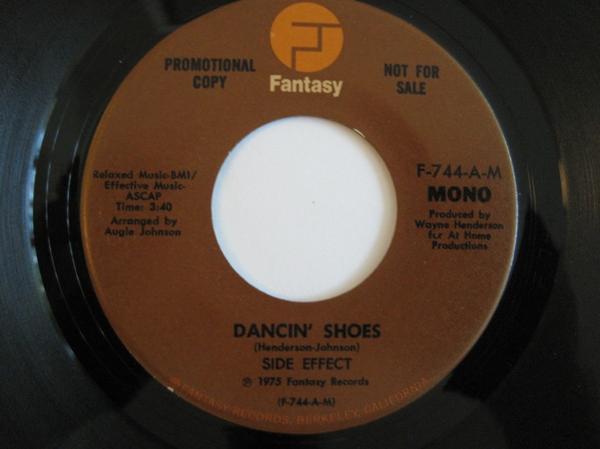 PROMOTIONAL
COPY
Fantasy
NOT FOR
SALE
Relaxed Music-BMI/
Effective Music-
ASCAP
Time: 3:40
Arranged by
Augie Johnson
F-744-A-M
MONO
Produced by
Wayne Henderson
for At Home
Productions
DANCIN' SHOES
(Henderson-Johnson)
SIDE EFFECT
℗ 1975 Fantasy Records
(F-744-A-M)
FANTASY RECORDS, BERKELEY, CALIFORNIA